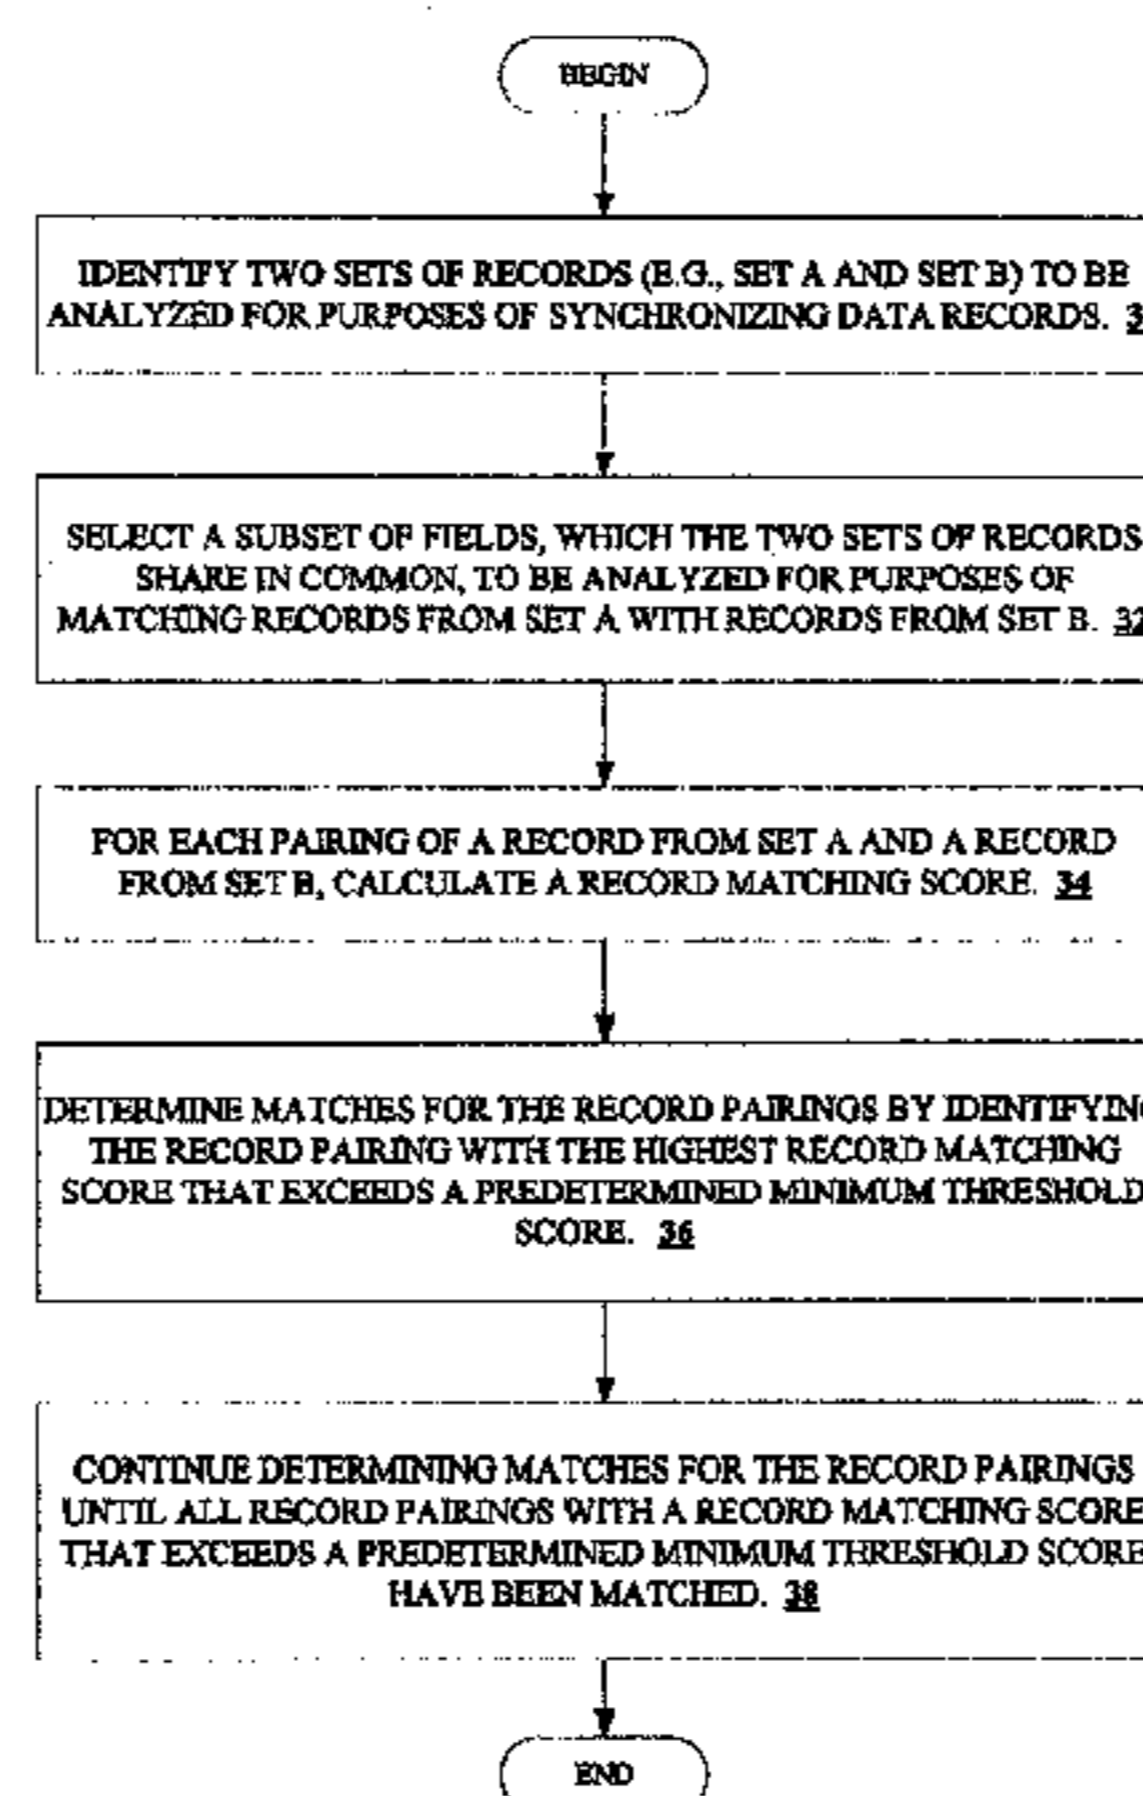 BEGIN
IDENTIFY TWO SETS OF RECORDS (E.G., SET A AND SET B) TO BE
ANALYZED FOR PURPOSES OF SYNCHRONIZING DATA RECORDS.
SELECT A SUBSET OF FIELDS, WHICH THE TWO SETS OF RECORDS
SHARE IN COMMON, TO BE ANALYZED FOR PURPOSES OF
MATCHING RECORDS FROM SET A WITH RECORDS FROM SET B. 32
FOR EACH PAIRING OF A RECORD FROM SET A AND A RECORD
FROM SET B, CALCULATE A RECORD MATCHING SCORE. 34
DETERMINE MATCHES FOR THE RECORD PAIRINGS BY IDENTIFYING
THE RECORD PAIRING WITH THE HIGHEST RECORD MATCHING
SCORE THAT EXCEEDS A PREDETERMINED MINIMUM THRESHOLD
SCORE. 36
CONTINUE DETERMINING MATCHES FOR THE RECORD PAIRINGS
UNTIL ALL RECORD PAIRINGS WITH A RECORD MATCHING SCORE
THAT EXCEEDS A PREDETERMINED MINIMUM THRESHOLD SCORE
HAVE BEEN MATCHED. 38
END